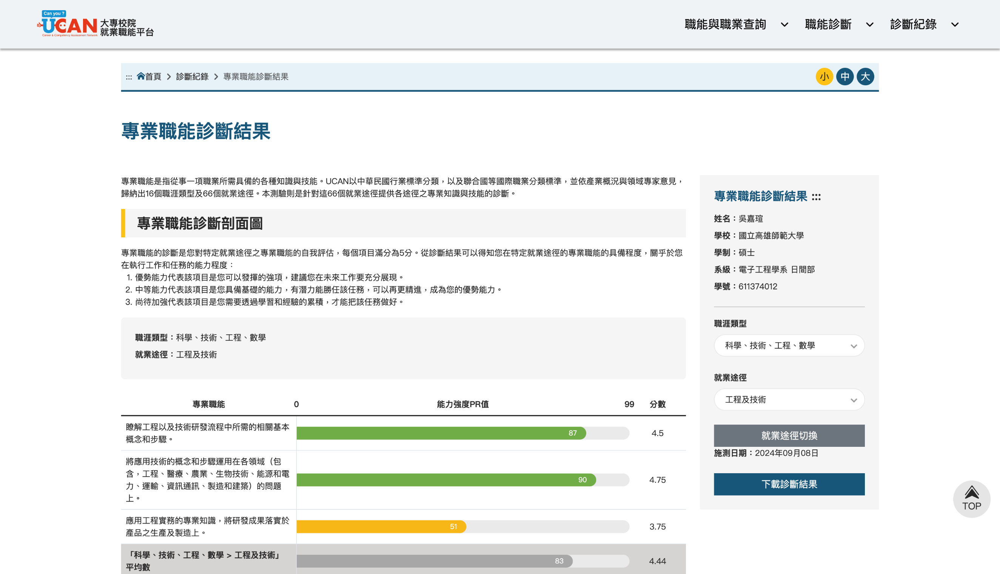 Can you ?
UCAN
Career & Competency Assessment Network
大專校院
就業職能平台
職能與職業查詢
職能診斷
診斷紀錄
::: 首頁 > 診斷紀錄 > 專業職能診斷結果
小 中 大
專業職能診斷結果
專業職能是指從事一項職業所需具備的各種知識與技能。UCAN以中華民國行業標準分類，以及聯合國等國際職業分類標準，並依產業概況與領域專家意見，
歸納出16個職涯類型及66個就業途徑。本測驗則是針對這66個就業途徑提供各途徑之專業知識與技能的診斷。
專業職能診斷剖面圖
專業職能的診斷是您對特定就業途徑之專業職能的自我評估，每個項目滿分為5分。從診斷結果可以得知您在特定就業途徑的專業職能的具備程度，關乎於您
在執行工作和任務的能力程度：
1. 優勢能力代表該項目是您可以發揮的強項，建議您在未來工作要充分展現。
2. 中等能力代表該項目是您具備基礎的能力，有潛力能勝任該任務，可以再更精進，成為您的優勢能力。
3. 尚待加強代表該項目是您需要透過學習和經驗的累積，才能把該任務做好。
職涯類型：科學、技術、工程、數學
就業途徑：工程及技術
專業職能 0 能力強度PR值 99 分數
瞭解工程以及技術研發流程中所需的相關基本
概念和步驟。
87 4.5
將應用技術的概念和步驟運用在各領域（包
含，工程、醫療、農業、生物技術、能源和電
力、運輸、資訊通訊、製造和建築）的問題
上。
90 4.75
應用工程實務的專業知識，將研發成果落實於
產品之生產及製造上。
51 3.75
「科學、技術、工程、數學 > 工程及技術」
平均數
83 4.44
專業職能診斷結果 :::
姓名：吳嘉瑄
學校：國立高雄師範大學
學制：碩士
系級：電子工程學系 日間部
學號：611374012
職涯類型
科學、技術、工程、數學
就業途徑
工程及技術
就業途徑切換
施測日期：2024年09月08日
下載診斷結果
TOP